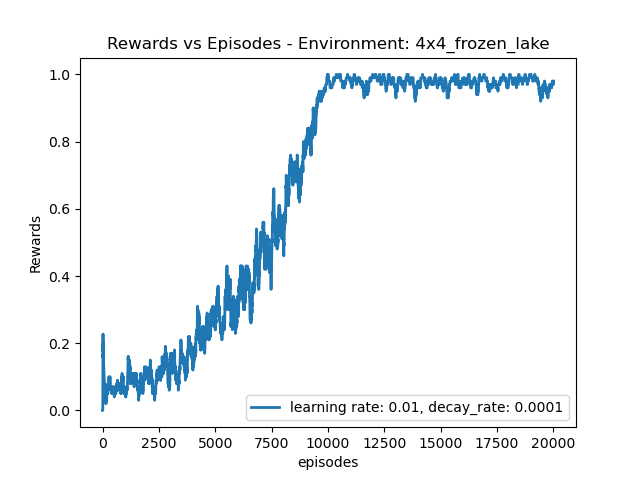 Rewards vs Episodes - Environment: 4x4_frozen_lake
1.0
0.8
0.6
0.4
0.2
0.0
Rewards
learning rate: 0.01, decay_rate: 0.0001
0 2500 5000 7500 10000 12500 15000 17500 20000
episodes